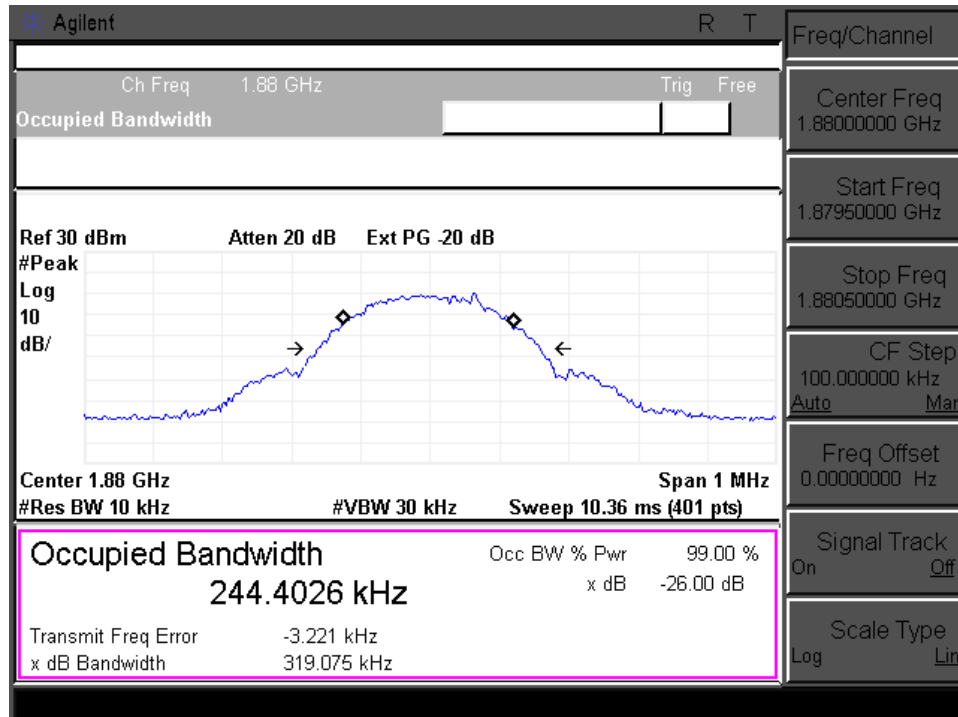 Agilent R T
Ch Freq 1.88 GHz Trig Free
Occupied Bandwidth
Ref 30 dBm Atten 20 dB Ext PG -20 dB
#Peak
Log
10
dB/
Center 1.88 GHz Span 1 MHz
#Res BW 10 kHz #VBW 30 kHz Sweep 10.36 ms (401 pts)
Occupied Bandwidth
244.4026 kHz
Occ BW % Pwr 99.00 %
x dB -26.00 dB
Transmit Freq Error -3.221 kHz
x dB Bandwidth 319.075 kHz
Freq/Channel
Center Freq
1.88000000 GHz
Start Freq
1.87950000 GHz
Stop Freq
1.88050000 GHz
CF Step
100.000000 kHz
Auto Man
Freq Offset
0.00000000 Hz
Signal Track
On Off
Scale Type
Log Lin